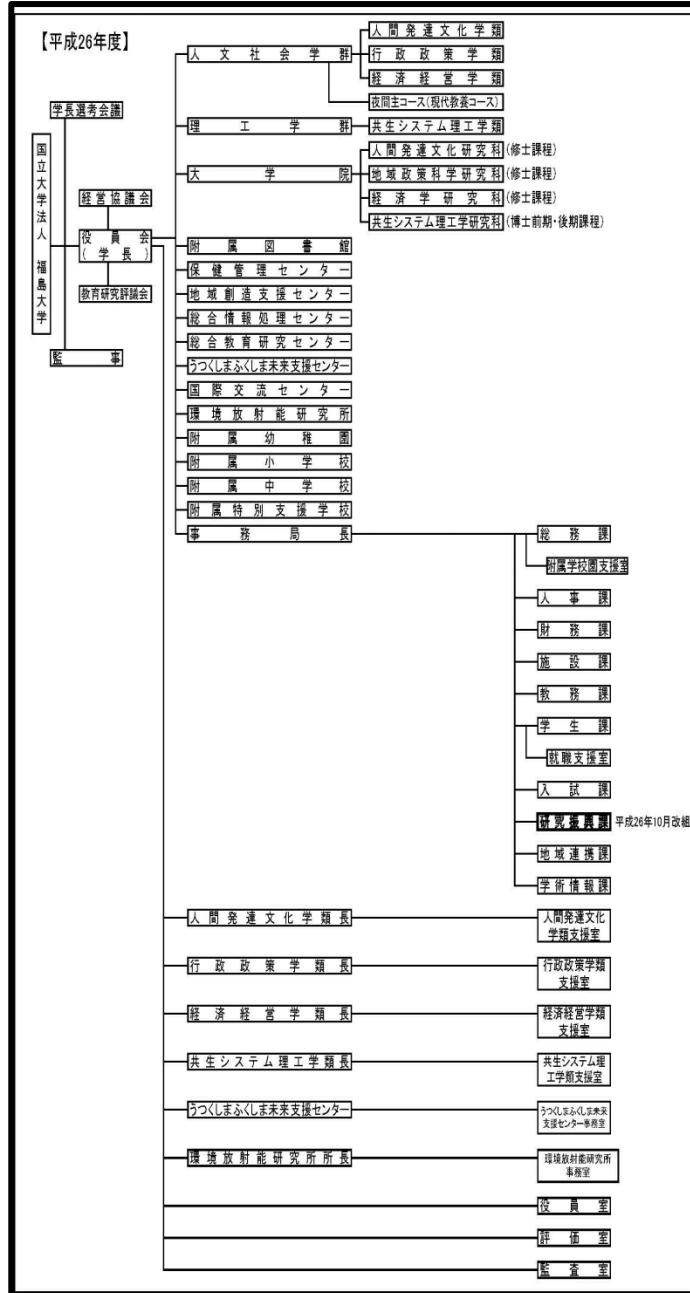 【平成26年度】
人文社会学群
人間発達文化学類
行政政策学類
経済経営学類
夜間主コース(現代教養コース)
学長選考会議
理工学群
共生システム理工学類
国立大学法人 福島大学
大学院
人間発達文化研究科(修士課程)
地域政策科学研究科(修士課程)
経済学研究科(修士課程)
共生システム理工学研究科(博士前期・後期課程)
経営協議会
役員会
(学長)
教育研究評議会
監事
附属図書館
保健管理センター
地域創造支援センター
総合情報処理センター
総合教育研究センター
うつくしまふくしま未来支援センター
国際交流センター
環境放射能研究所
附属幼稚園
附属小学校
附属中学校
附属特別支援学校
事務局長
総務課
附属学校園支援室
人事課
財務課
施設課
教務課
学生課
就職支援室
入試課
研究振興課 平成26年10月改組
地域連携課
学術情報課
人間発達文化学類長
人間発達文化
学類支援室
行政政策学類長
行政政策学類
支援室
経済経営学類長
経済経営学類
支援室
共生システム理工学類長
共生システム理
工学類支援室
うつくしまふくしま未来支援センター
うつくしまふくしま未来
支援センター事務室
環境放射能研究所所長
環境放射能研究所
事務室
役員室
評価室
監査室